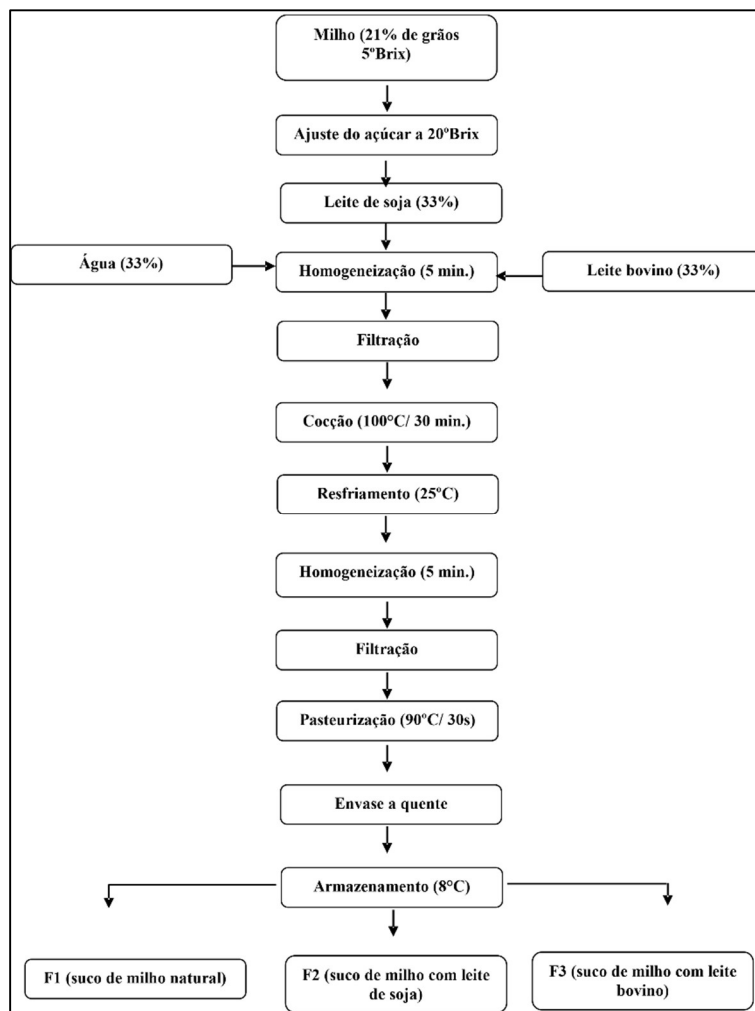 Milho (21% de grãos
5ºBrix)
Ajuste do açúcar a 20ºBrix
Leite de soja (33%)
Água (33%)
Homogeneização (5 min.)
Leite bovino (33%)
Filtração
Cocção (100°C/ 30 min.)
Resfriamento (25ºC)
Homogeneização (5 min.)
Filtração
Pasteurização (90ºC/ 30s)
Envase a quente
Armazenamento (8°C)
F1 (suco de milho natural)
F2 (suco de milho com leite
de soja)
F3 (suco de milho com leite
bovino)